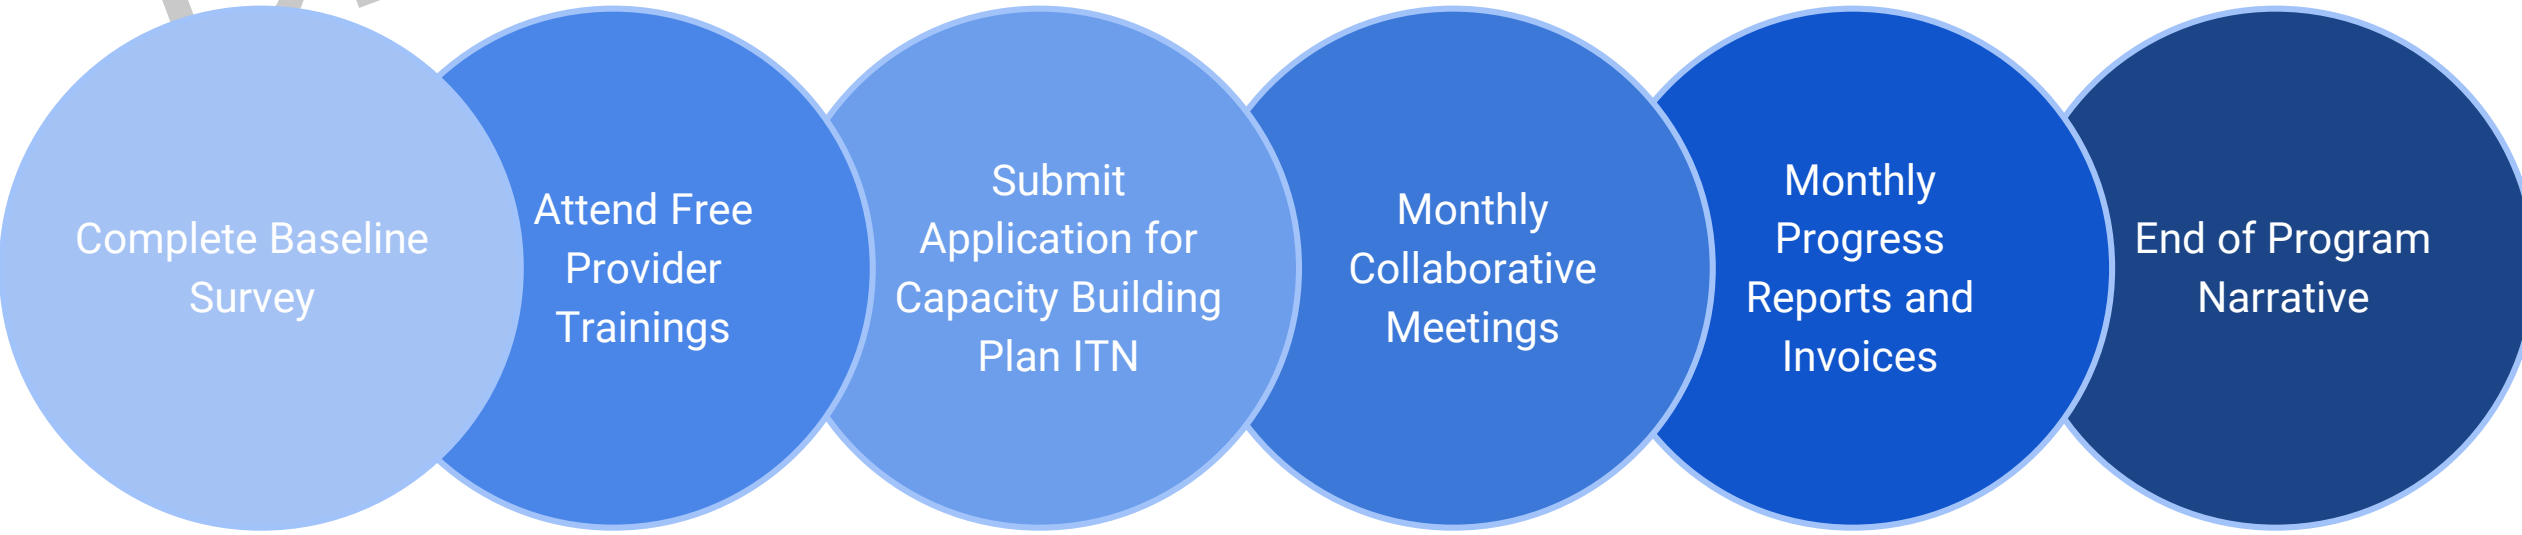 Complete Baseline
Survey
Attend Free
Provider
Trainings
Submit
Application for
Capacity Building
Plan ITN
Monthly
Collaborative
Meetings
Monthly
Progress
Reports and
Invoices
End of Program
Narrative